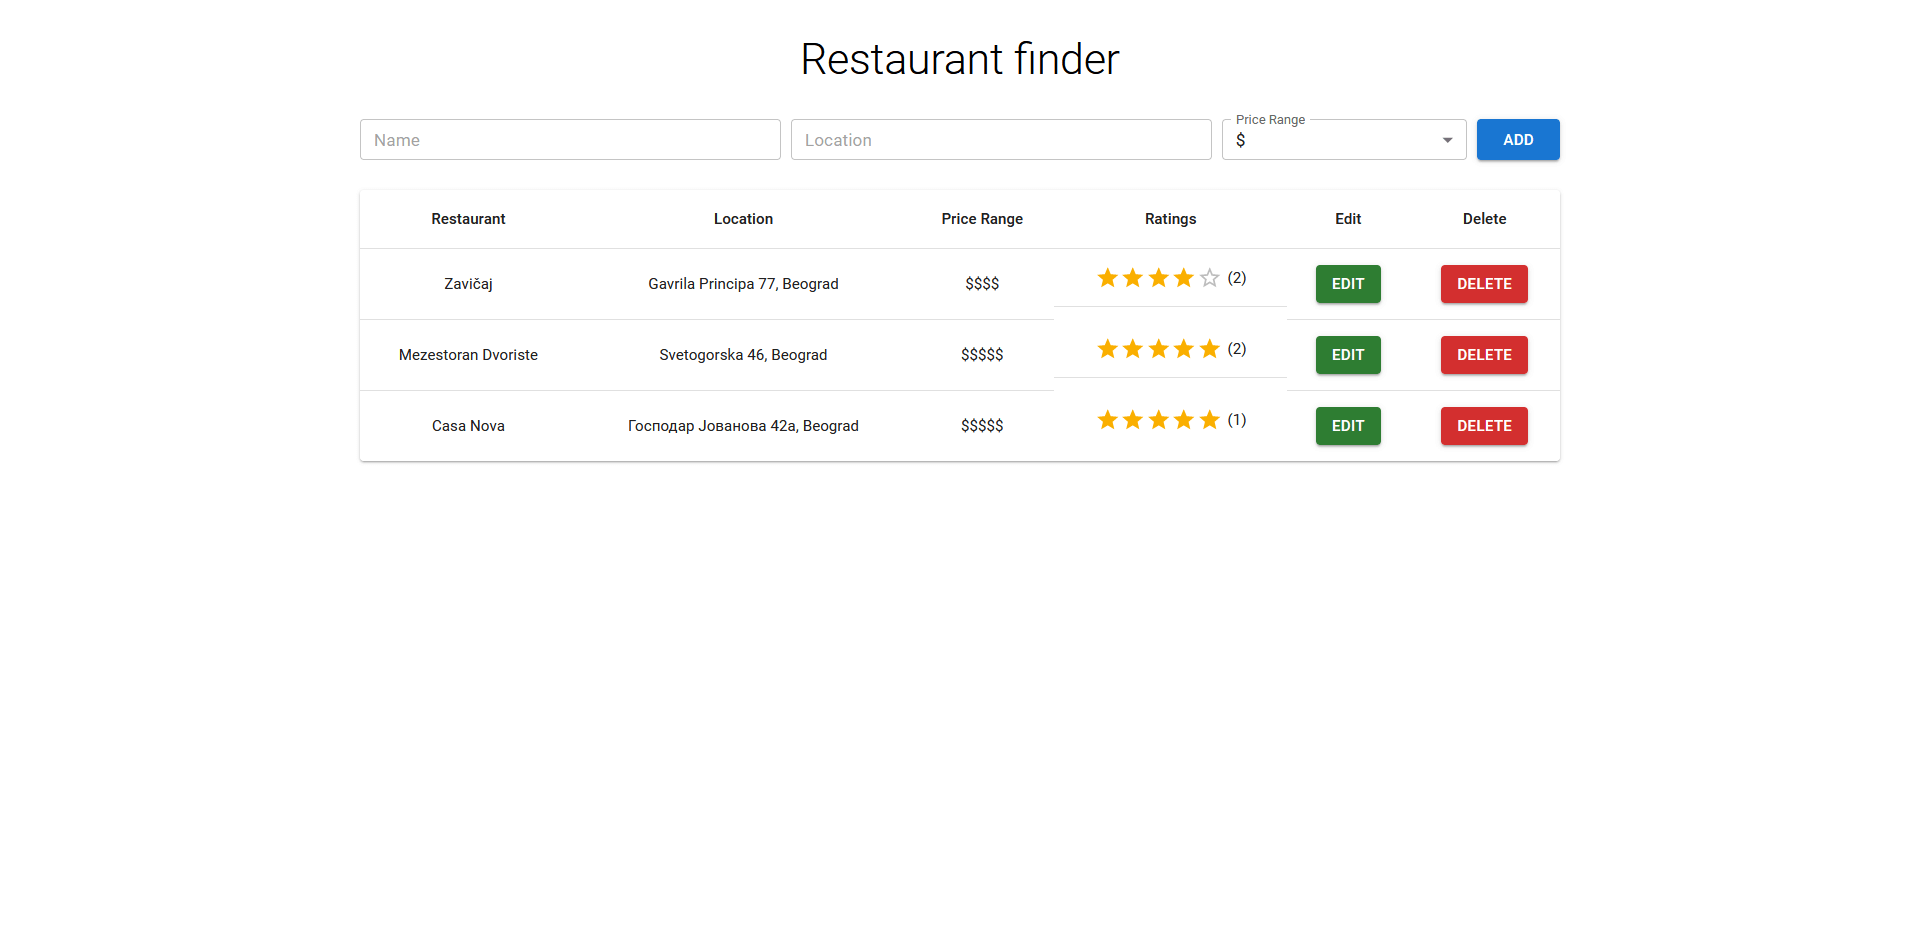 Restaurant finder
Name
Location
Price Range
$
ADD
Restaurant Location Price Range Ratings Edit Delete
Zavičaj Gavrila Principa 77, Beograd $$$$ (2) EDIT DELETE
Mezestoran Dvoriste Svetogorska 46, Beograd $$$$$ (2) EDIT DELETE
Casa Nova Господар Јованова 42a, Beograd $$$$$ (1) EDIT DELETE